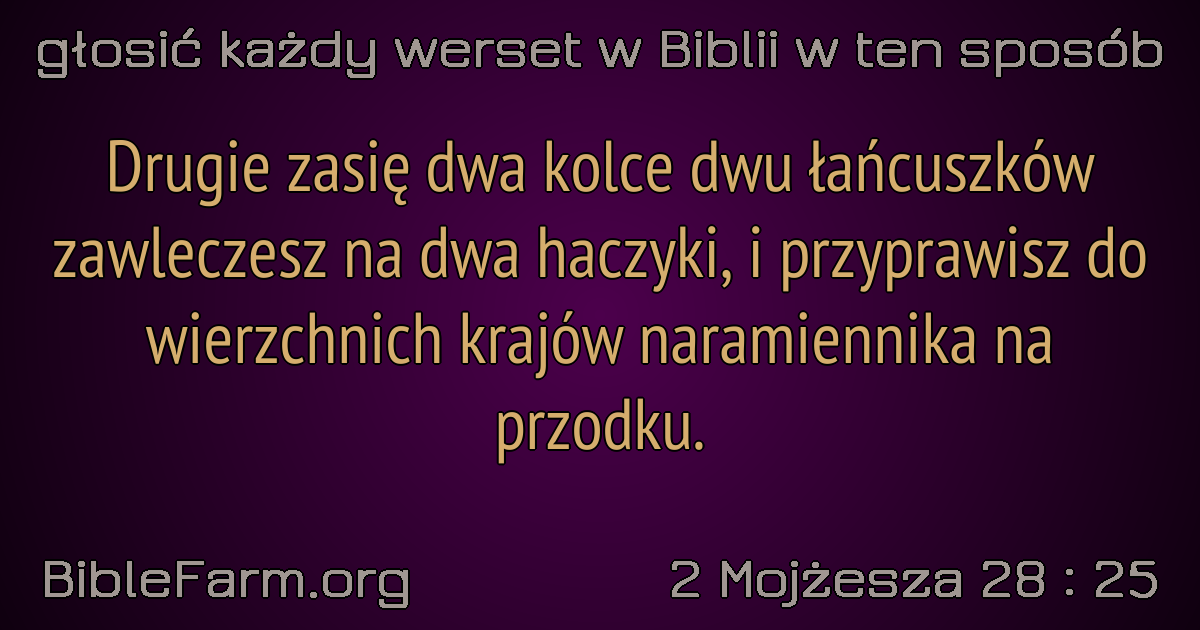 głosić każdy werset w Biblii w ten sposób
Drugie zasię dwa kolce dwu łańcuszków
zawleczesz na dwa haczyki, i przyprawisz do
wierzchnich krajów naramiennika na
przodku.
BibleFarm.org
2 Mojżesza 28 : 25